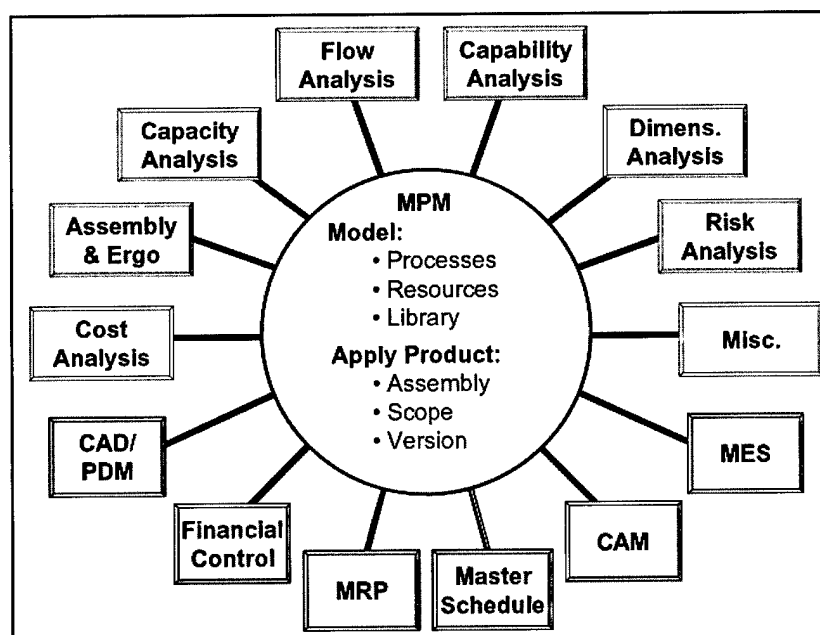 Flow
Analysis
Capability
Analysis
Capacity
Analysis
Dimens.
Analysis
Assembly
& Ergo
Risk
Analysis
Cost
Analysis
Misc.
CAD/
PDM
MES
Financial
Control
CAM
MRP
Master
Schedule
MPM
Model:
• Processes
• Resources
• Library
Apply Product:
• Assembly
• Scope
• Version